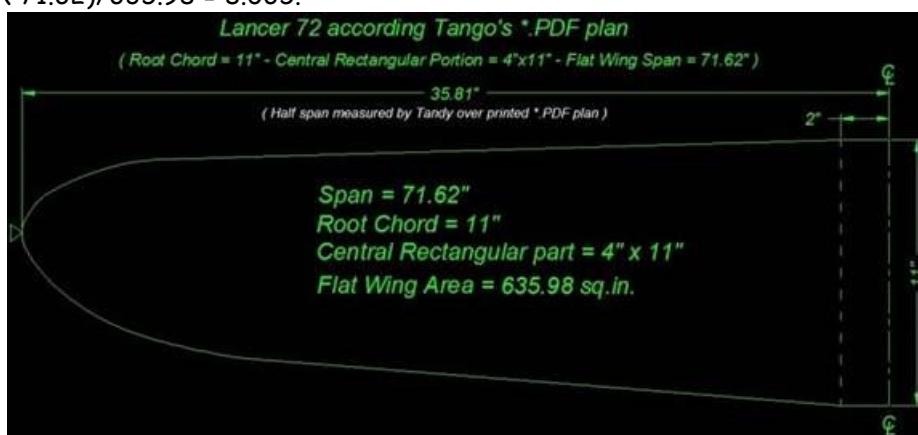 Lancer 72 according Tango's *.PDF plan
( Root Chord = 11" - Central Rectangular Portion = 4"x11" - Flat Wing Span = 71.62" )
35.81"
( Half span measured by Tandy over printed *.PDF plan )
2"
Span = 71.62"
Root Chord = 11"
Central Rectangular part = 4" x 11"
Flat Wing Area = 635.98 sq.in.
11"